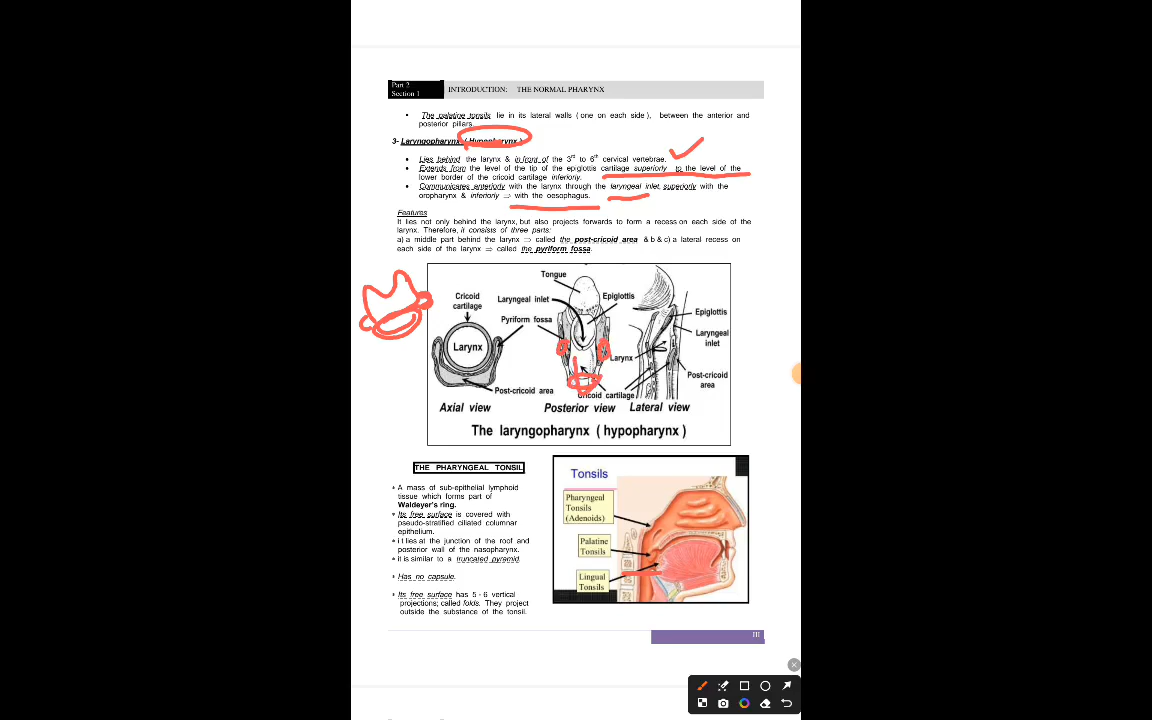 Part 2
Section 1
INTRODUCTION: THE NORMAL PHARYNX
• The palatine tonsils lie in its lateral walls ( one on each side ), between the anterior and
posterior pillars.
3- Laryngopharynx ( Hypopharynx )
• Lies behind the larynx & in front of the 3rd to 6th cervical vertebrae.
• Extends from the level of the tip of the epiglottis cartilage superiorly to the level of the
lower border of the cricoid cartilage inferiorly.
• Communicates anteriorly with the larynx through the laryngeal inlet, superiorly with the
oropharynx & inferiorly ⇒ with the oesophagus.
Features
It lies not only behind the larynx, but also projects forwards to form a recess on each side of the
larynx. Therefore, it consists of three parts:
a) a middle part behind the larynx ⇒ called the post-cricoid area & b & c) a lateral recess on
each side of the larynx ⇒ called the pyriform fossa.
Tongue
Cricoid
cartilage
Laryngeal inlet
Epiglottis
Pyriform fossa
Larynx
Post-cricoid area
Epiglottis
Laryngeal
inlet
Larynx
Post-cricoid
area
Cricoid cartilage
Axial view
Posterior view
Lateral view
The laryngopharynx ( hypopharynx )
THE PHARYNGEAL TONSIL
* A mass of sub-epithelial lymphoid
tissue which forms part of
Waldeyer's ring.
* Its free surface is covered with
pseudo-stratified ciliated columnar
epithelium.
* i t lies at the junction of the roof and
posterior wall of the nasopharynx.
* it is similar to a truncated pyramid.
* Has no capsule.
* Its free surface has 5 - 6 vertical
projections; called folds. They project
outside the substance of the tonsil.
Tonsils
Pharyngeal
Tonsils
(Adenoids)
Palatine
Tonsils
Lingual
Tonsils
III